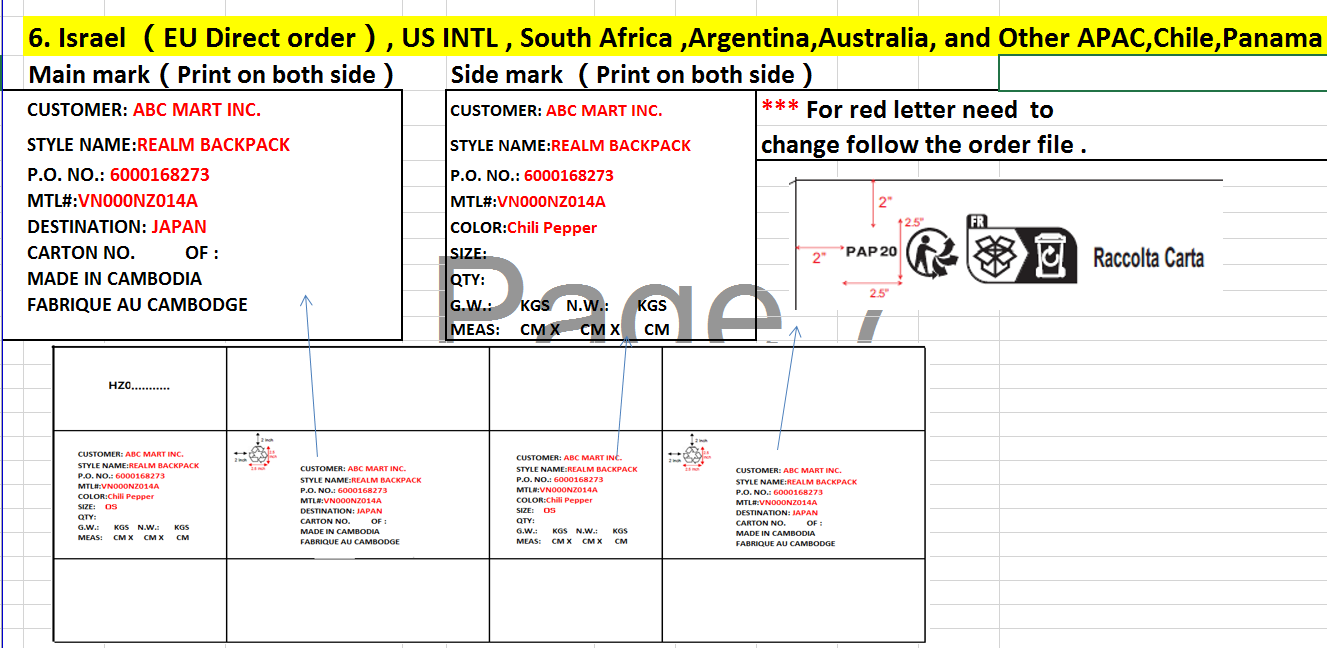 6. Israel ( EU Direct order ) , US INTL , South Africa ,Argentina,Australia, and Other APAC,Chile,Panama
Main mark ( Print on both side )
CUSTOMER: ABC MART INC.
STYLE NAME:REALM BACKPACK
P.O. NO.: 6000168273
MTL#:VN000NZ014A
DESTINATION: JAPAN
CARTON NO. OF :
MADE IN CAMBODIA
FABRIQUE AU CAMBODGE
Side mark ( Print on both side )
CUSTOMER: ABC MART INC.
STYLE NAME:REALM BACKPACK
P.O. NO.: 6000168273
MTL#:VN000NZ014A
COLOR:Chili Pepper
SIZE:
QTY:
G.W.: KGS N.W.: KGS
MEAS: CM X CM X CM
*** For red letter need to
change follow the order file .
2"
2.5"
FR
2"
PAP 20
Raccolta Carta
2.5"
Page 7
HZ0...........
CUSTOMER: ABC MART INC.
STYLE NAME:REALM BACKPACK
P.O. NO.: 6000168273
MTL#:VN000NZ014A
COLOR:Chili Pepper
SIZE: OS
QTY:
G.W.: KGS N.W.: KGS
MEAS: CM X CM X CM
2 inch
2 inch
2.5 inch
2.5 inch
CUSTOMER: ABC MART INC.
STYLE NAME:REALM BACKPACK
P.O. NO.: 6000168273
MTL#:VN000NZ014A
DESTINATION: JAPAN
CARTON NO. OF :
MADE IN CAMBODIA
FABRIQUE AU CAMBODGE
CUSTOMER: ABC MART INC.
STYLE NAME:REALM BACKPACK
P.O. NO.: 6000168273
MTL#:VN000NZ014A
COLOR:Chili Pepper
SIZE: OS
QTY:
G.W.: KGS N.W.: KGS
MEAS: CM X CM X CM
2 inch
2 inch
2.5 inch
2.5 inch
CUSTOMER: ABC MART INC.
STYLE NAME:REALM BACKPACK
P.O. NO.: 6000168273
MTL#:VN000NZ014A
DESTINATION: JAPAN
CARTON NO. OF :
MADE IN CAMBODIA
FABRIQUE AU CAMBODGE